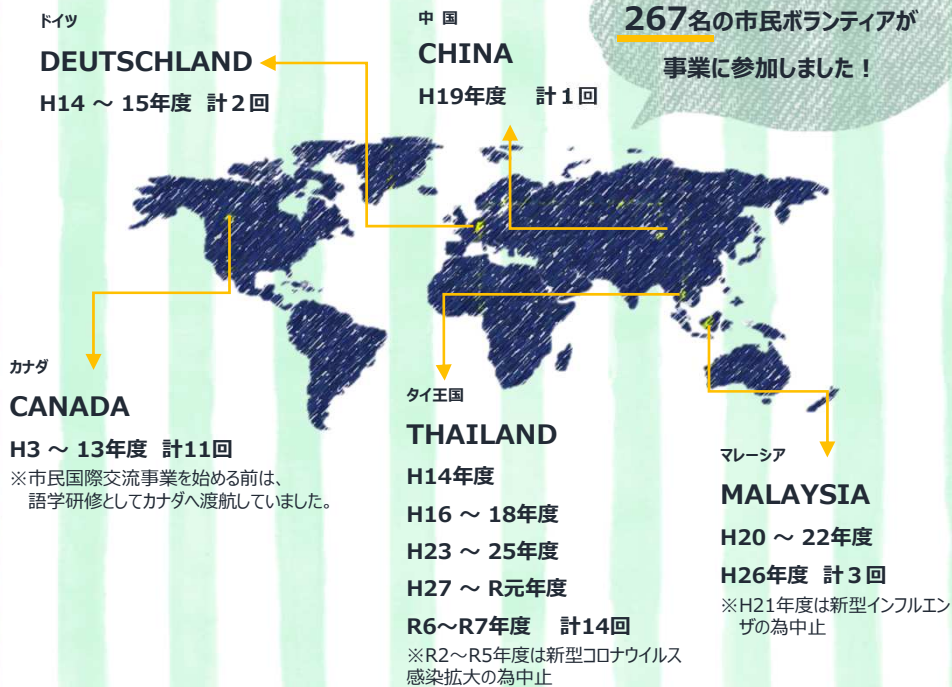 ドイツ
DEUTSCHLAND
H14 ～ 15年度 計２回
中 国
CHINA
H19年度 計１回
267名の市民ボランティアが
事業に参加しました！
カナダ
CANADA
H3 ～ 13年度 計11回
※市民国際交流事業を始める前は、
語学研修としてカナダへ渡航していました。
タイ王国
THAILAND
H14年度
H16 ～ 18年度
H23 ～ 25年度
H27 ～ R元年度
R6～R7年度 計14回
※R2～R5年度は新型コロナウイルス
感染拡大の為中止
マレーシア
MALAYSIA
H20 ～ 22年度
H26年度 計３回
※H21年度は新型インフルエン
ザの為中止